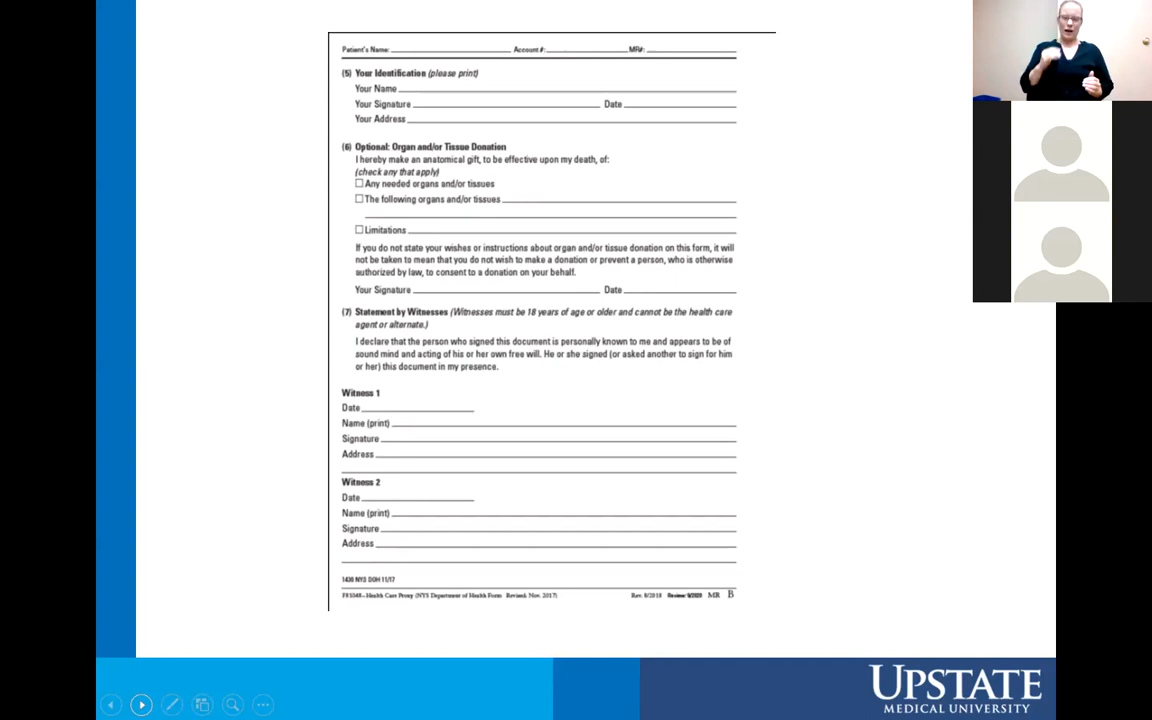 Patient's Name: Account #: MR#:
(5) Your Identification (please print)
Your Name
Your Signature Date
Your Address
(6) Optional: Organ and/or Tissue Donation
I hereby make an anatomical gift, to be effective upon my death, of:
(check any that apply)
Any needed organs and/or tissues
The following organs and/or tissues
Limitations
If you do not state your wishes or instructions about organ and/or tissue donation on this form, it will
not be taken to mean that you do not wish to make a donation or prevent a person, who is otherwise
authorized by law, to consent to a donation on your behalf.
Your Signature Date
(7) Statement by Witnesses (Witnesses must be 18 years of age or older and cannot be the health care
agent or alternate.)
I declare that the person who signed this document is personally known to me and appears to be of
sound mind and acting of his or her own free will. He or she signed (or asked another to sign for him
or her) this document in my presence.
Witness 1
Date
Name (print)
Signature
Address
Witness 2
Date
Name (print)
Signature
Address
1430 NYS DOH 11/17
F81048–Health Care Proxy (NYS Department of Health Form Revised: Nov. 2017) Rev. 8/2018 Review: 9/2020 MR B
UPSTATE
MEDICAL UNIVERSITY